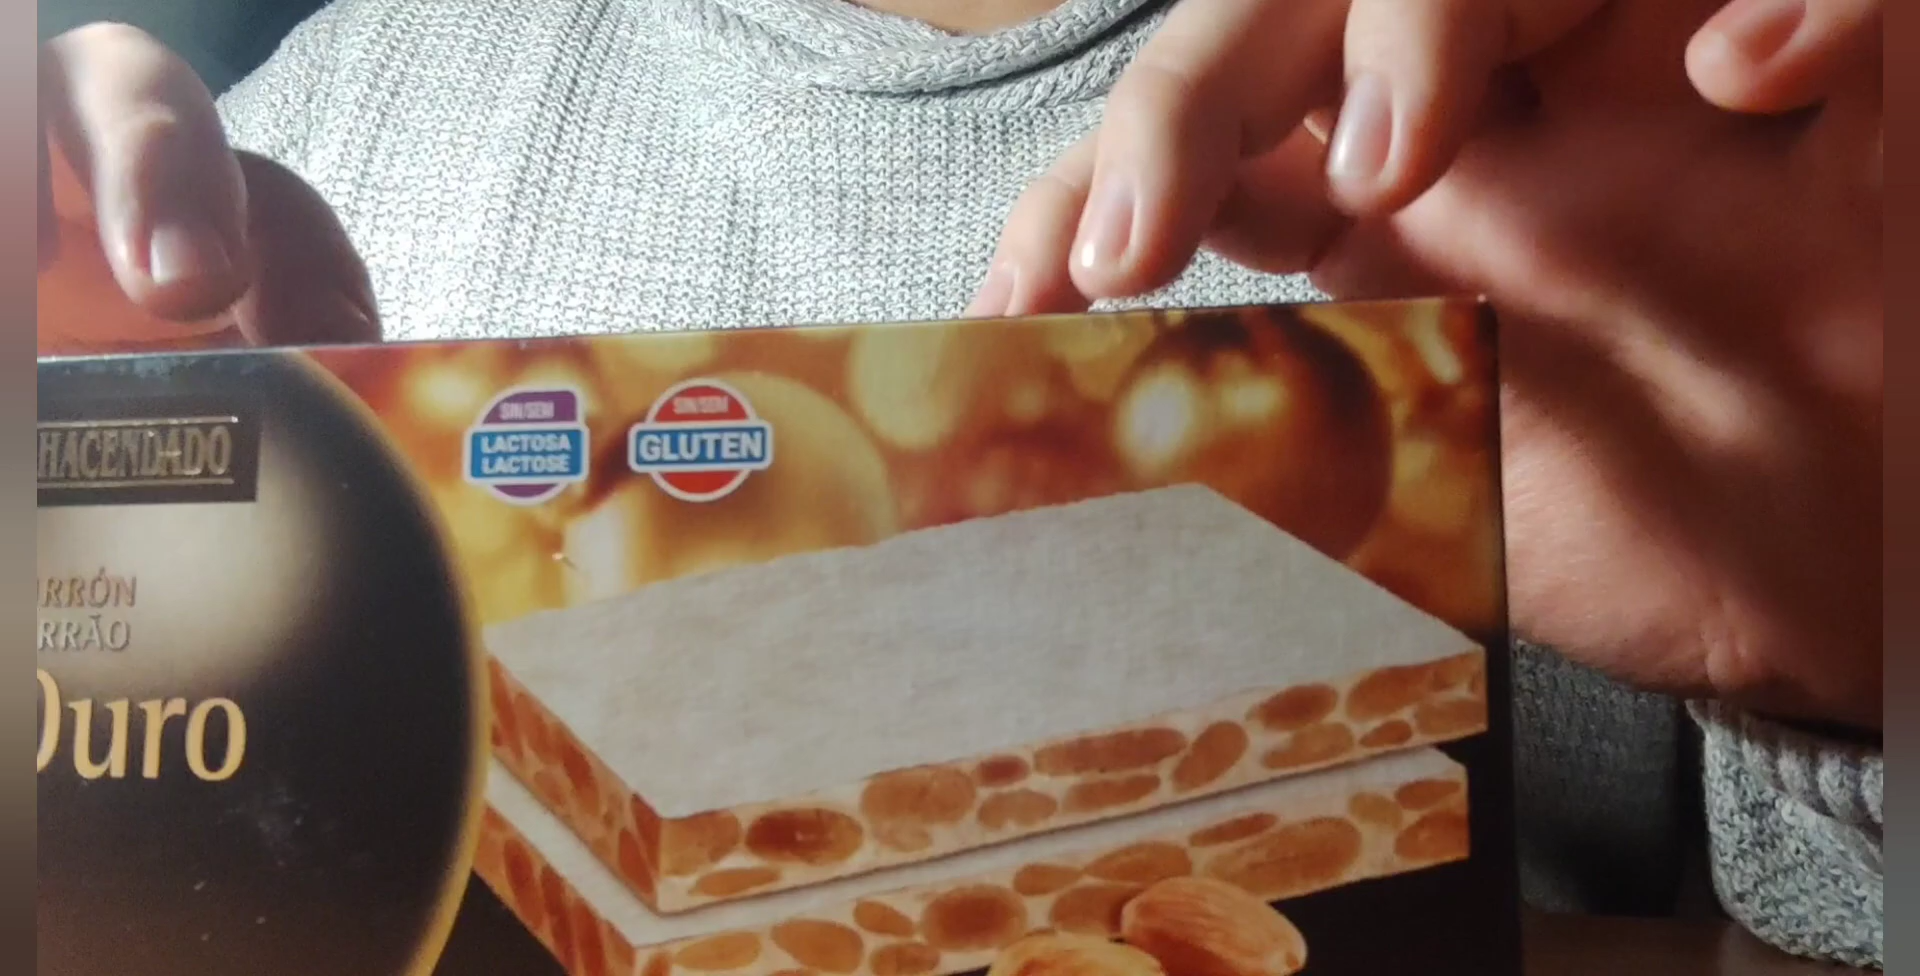 HACENDADO
SIN/SEM
LACTOSA
LACTOSE
SIN/SEM
GLUTEN
RRÓN
RRÃO
Duro